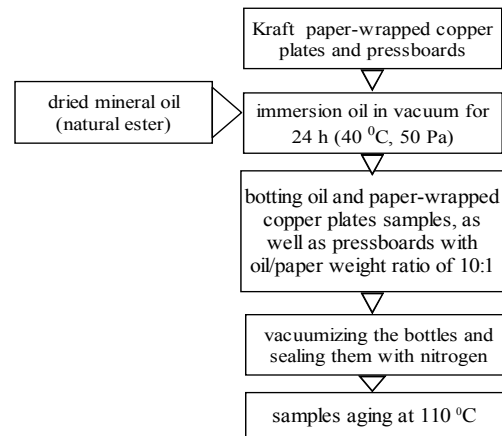 Kraft paper-wrapped copper
plates and pressboards
dried mineral oil
(natural ester)
immersion oil in vacuum for
24 h (40 ⁰C, 50 Pa)
botting oil and paper-wrapped
copper plates samples, as
well as pressboards with
oil/paper weight ratio of 10:1
vacuumizing the bottles and
sealing them with nitrogen
samples aging at 110 ⁰C